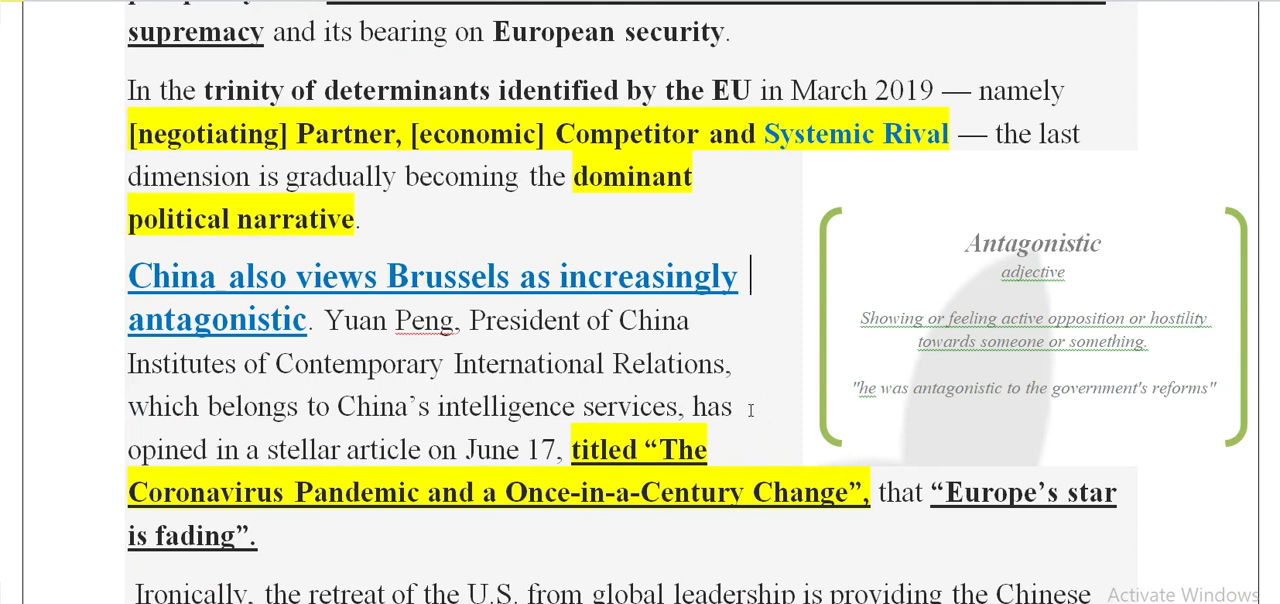 supremacy and its bearing on European security.
In the trinity of determinants identified by the EU in March 2019 — namely
[negotiating] Partner, [economic] Competitor and Systemic Rival — the last
dimension is gradually becoming the dominant
political narrative.
China also views Brussels as increasingly
antagonistic. Yuan Peng, President of China
Institutes of Contemporary International Relations,
which belongs to China’s intelligence services, has
opined in a stellar article on June 17, titled “The
Coronavirus Pandemic and a Once-in-a-Century Change”, that “Europe’s star
is fading”.
Ironically, the retreat of the U.S. from global leadership is providing the Chinese
Antagonistic
adjective
Showing or feeling active opposition or hostility
towards someone or something.
"he was antagonistic to the government's reforms"
Activate Windows